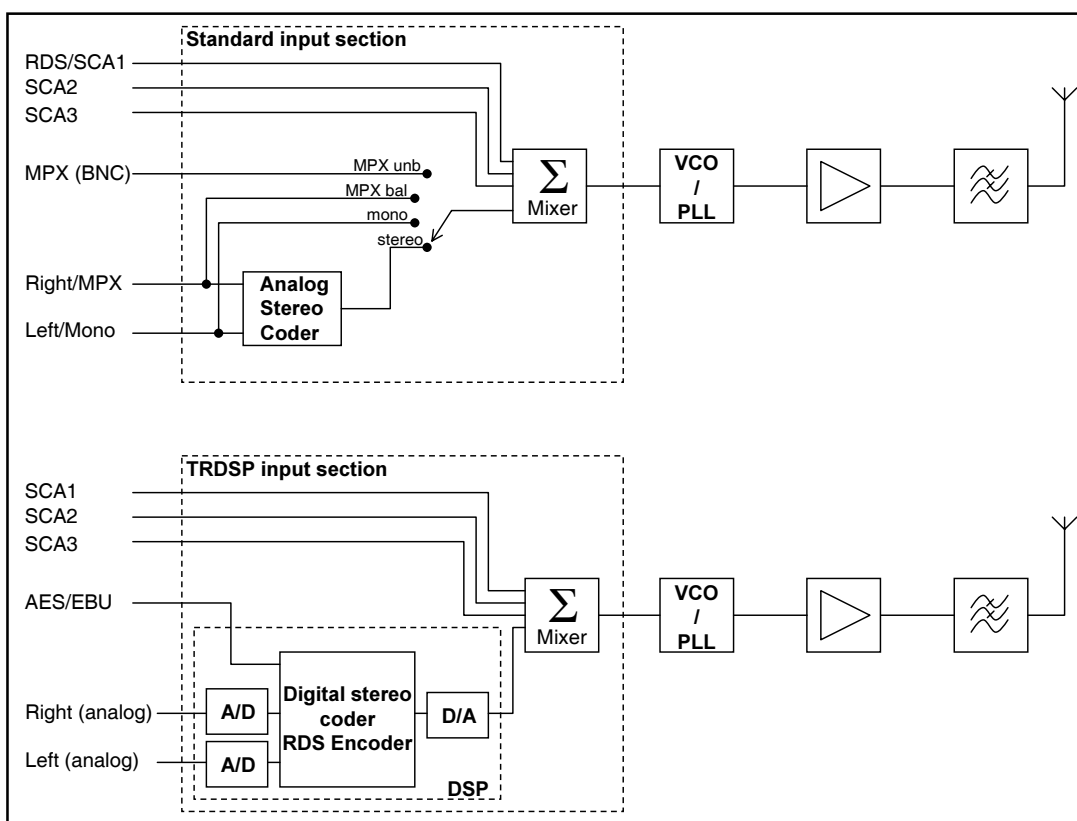 Standard input section
RDS/SCA1
SCA2
SCA3
MPX (BNC)
MPX unb
MPX bal
mono
stereo
Right/MPX
Left/Mono
Analog
Stereo
Coder
Σ
Mixer
VCO
/
PLL
TRDSP input section
SCA1
SCA2
SCA3
AES/EBU
Right (analog)
Left (analog)
A/D
A/D
Digital stereo
coder
RDS Encoder
D/A
DSP
Σ
Mixer
VCO
/
PLL